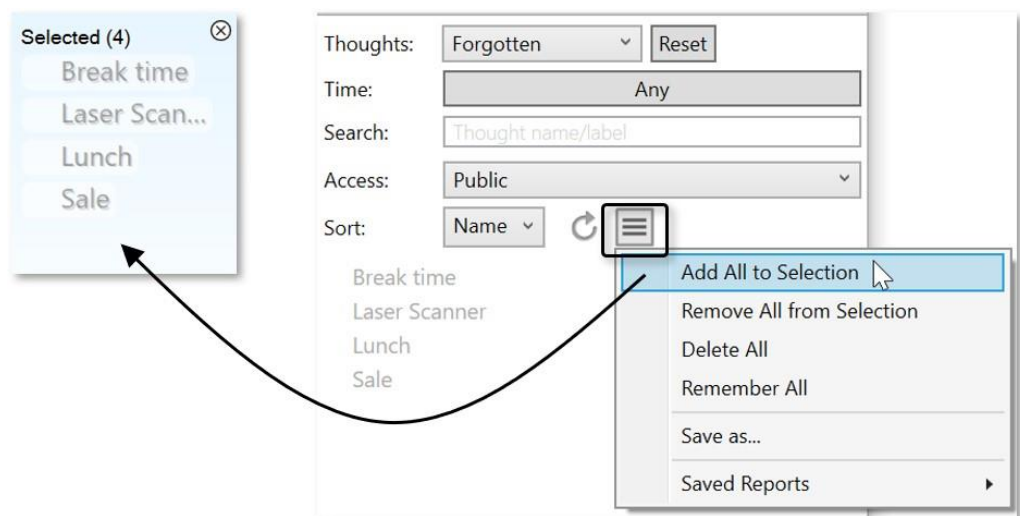 Selected (4)
Break time
Laser Scan...
Lunch
Sale
Thoughts: Forgotten Reset
Time: Any
Search: Thought name/label
Access: Public
Sort: Name
Break time
Laser Scanner
Lunch
Sale
Add All to Selection
Remove All from Selection
Delete All
Remember All
Save as...
Saved Reports